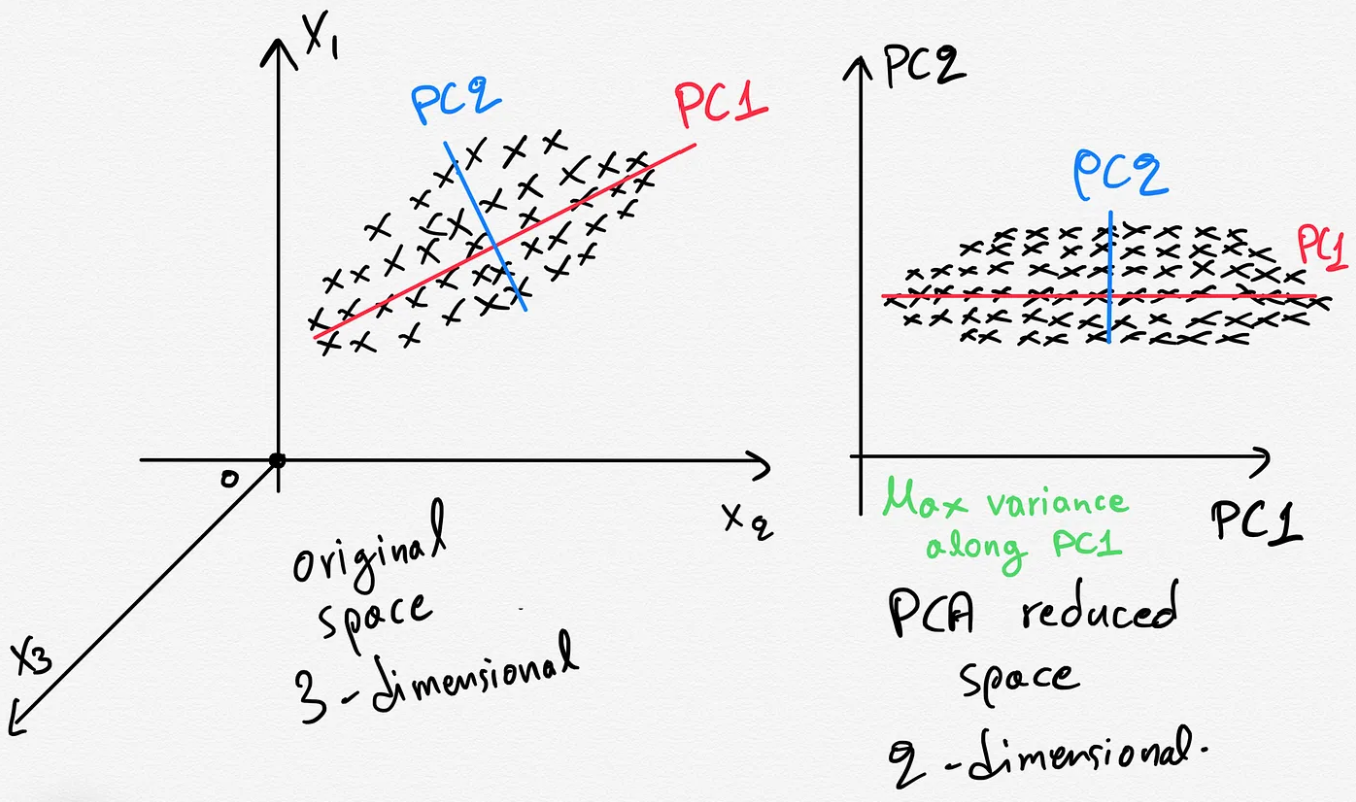 X₁
PC2
PC1
0
X₂
X₃
original
space
3-dimensional
PC2
PC2
PC1
PC1
Max variance
along PC1
PCA reduced
space
2-dimensional.